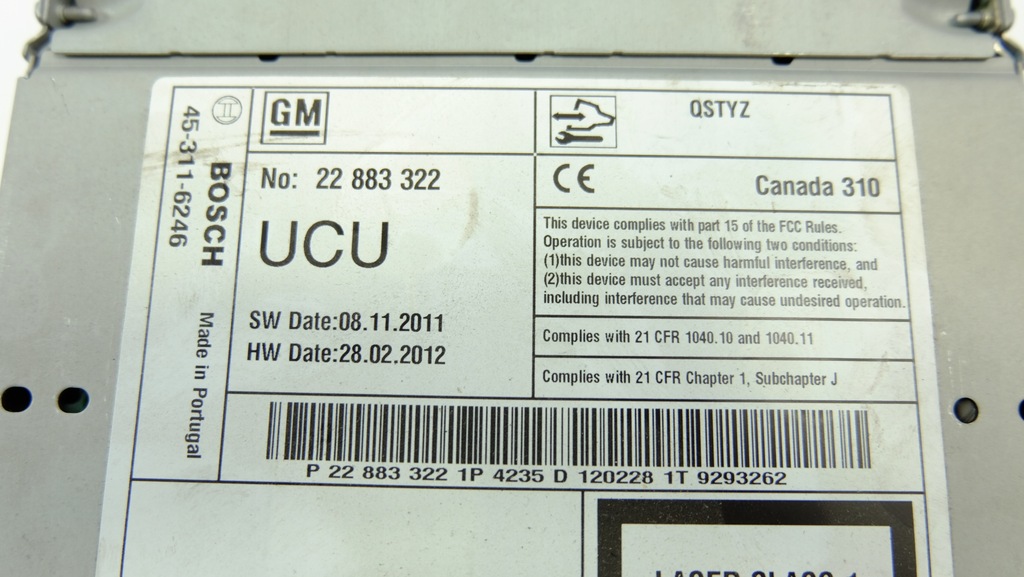 45-311-6246
BOSCH
Made in Portugal
GM
No: 22 883 322
UCU
SW Date:08.11.2011
HW Date:28.02.2012
QSTYZ
CE
Canada 310
This device complies with part 15 of the FCC Rules.
Operation is subject to the following two conditions:
(1)this device may not cause harmful interference, and
(2)this device must accept any interference received,
including interference that may cause undesired operation.
Complies with 21 CFR 1040.10 and 1040.11
Complies with 21 CFR Chapter 1, Subchapter J
P 22 883 322 1P 4235 D 120228 1T 9293262
LASER CLASS 1